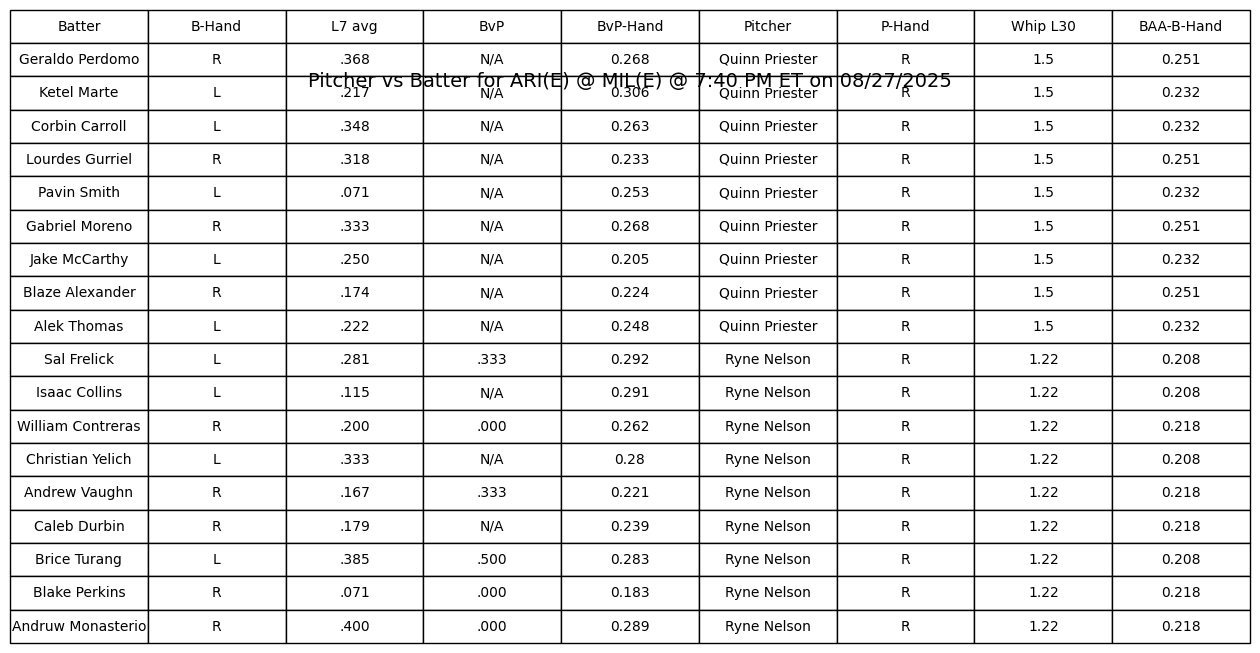 Batter B-Hand L7 avg BvP BvP-Hand Pitcher P-Hand Whip L30 BAA-B-Hand
Geraldo Perdomo R .368 N/A 0.268 Quinn Priester R 1.5 0.251
Pitcher vs Batter for ARI(E) @ MIL(E) @ 7:40 PM ET on 08/27/2025
Ketel Marte L .217 N/A 0.306 Quinn Priester R 1.5 0.232
Corbin Carroll L .348 N/A 0.263 Quinn Priester R 1.5 0.232
Lourdes Gurriel R .318 N/A 0.233 Quinn Priester R 1.5 0.251
Pavin Smith L .071 N/A 0.253 Quinn Priester R 1.5 0.232
Gabriel Moreno R .333 N/A 0.268 Quinn Priester R 1.5 0.251
Jake McCarthy L .250 N/A 0.205 Quinn Priester R 1.5 0.232
Blaze Alexander R .174 N/A 0.224 Quinn Priester R 1.5 0.251
Alek Thomas L .222 N/A 0.248 Quinn Priester R 1.5 0.232
Sal Frelick L .281 .333 0.292 Ryne Nelson R 1.22 0.208
Isaac Collins L .115 N/A 0.291 Ryne Nelson R 1.22 0.208
William Contreras R .200 .000 0.262 Ryne Nelson R 1.22 0.218
Christian Yelich L .333 N/A 0.28 Ryne Nelson R 1.22 0.208
Andrew Vaughn R .167 .333 0.221 Ryne Nelson R 1.22 0.218
Caleb Durbin R .179 N/A 0.239 Ryne Nelson R 1.22 0.218
Brice Turang L .385 .500 0.283 Ryne Nelson R 1.22 0.208
Blake Perkins R .071 .000 0.183 Ryne Nelson R 1.22 0.218
Andruw Monasterio R .400 .000 0.289 Ryne Nelson R 1.22 0.218